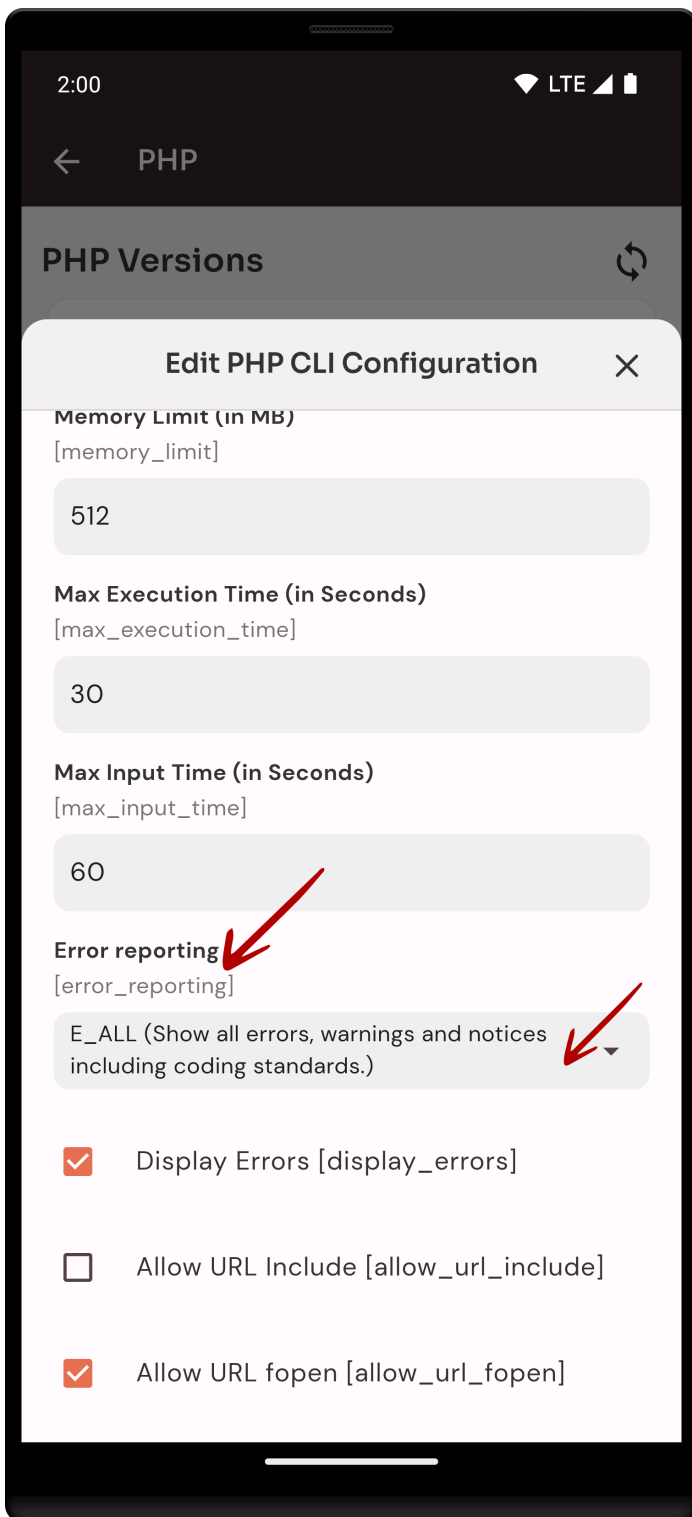 2:00
LTE
PHP
PHP Versions
Edit PHP CLI Configuration
Memory Limit (in MB)
[memory_limit]
512
Max Execution Time (in Seconds)
[max_execution_time]
30
Max Input Time (in Seconds)
[max_input_time]
60
Error reporting
[error_reporting]
E_ALL (Show all errors, warnings and notices
including coding standards.)
Display Errors [display_errors]
Allow URL Include [allow_url_include]
Allow URL fopen [allow_url_fopen]